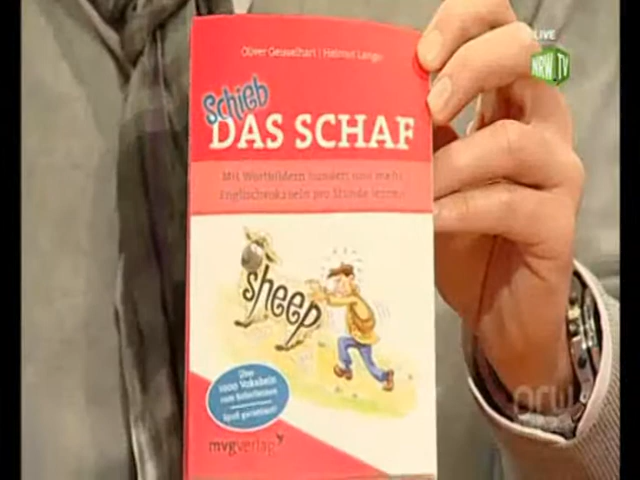 LIVE
NRW.TV
Oliver Geisselhart | Helmut Lange
Schieb
DAS SCHAF
Mit Wortbildern hundert und mehr
Englischvokabeln pro Stunde lernen
sheep
Über
1000 Vokabeln
zum
Spaß garantiert!
mvgverlag
nrw